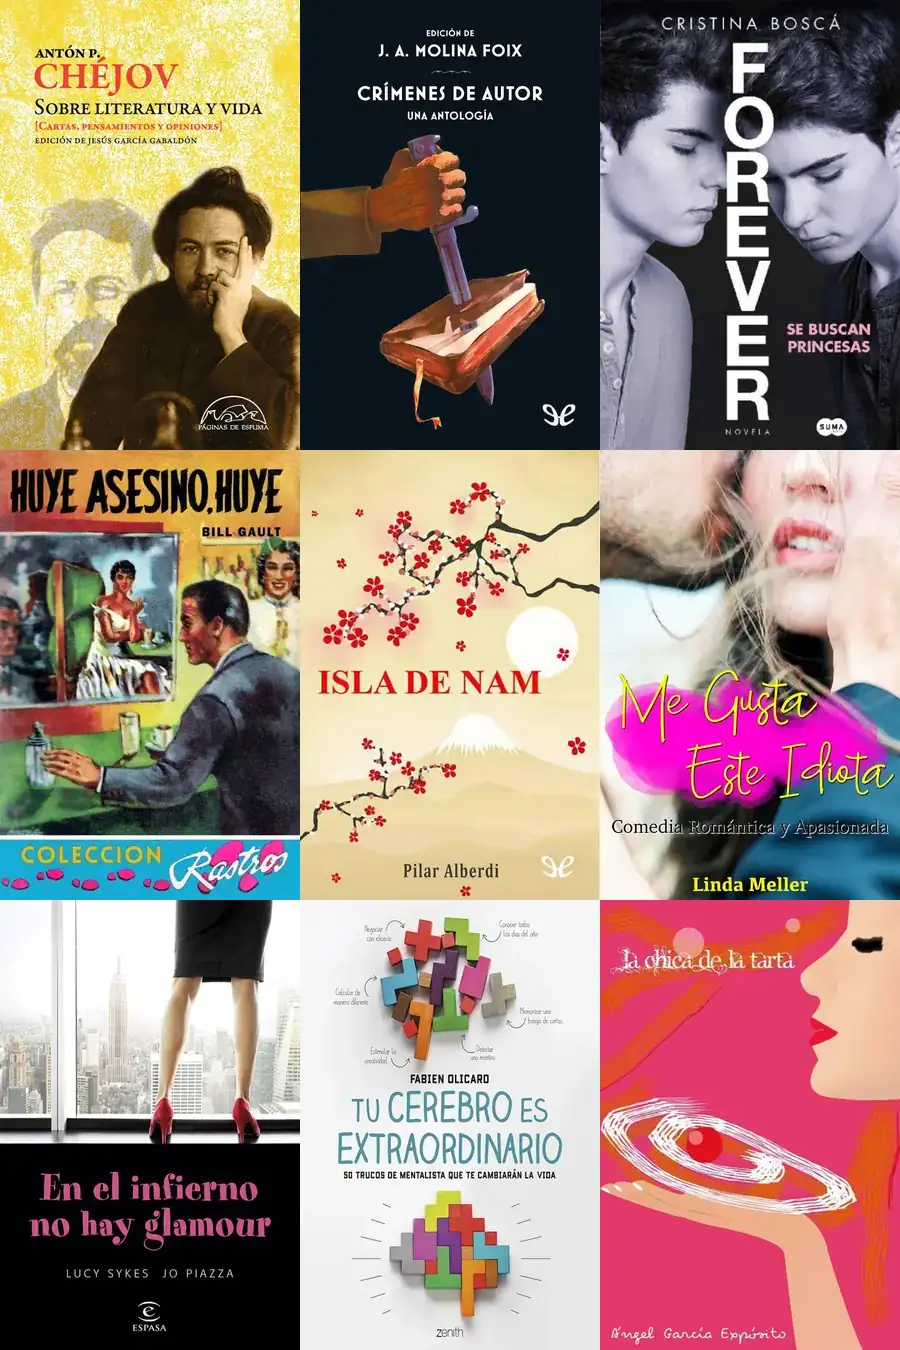 ANTÓN P.
CHÉJOV
SOBRE LITERATURA Y VIDA
[CARTAS, PENSAMIENTOS Y OPINIONES]
EDICIÓN DE JESÚS GARCÍA GABALDÓN
PÁGINAS DE ESPUMA
EDICIÓN DE
J. A. MOLINA FOIX
CRÍMENES DE AUTOR
UNA ANTOLOGÍA
CRISTINA BOSCÁ
FOREVER
SE BUSCAN
PRINCESAS
NOVELA
SUMA
HUYE ASESINO, HUYE
BILL GAULT
COLECCION
Rastros
ISLA DE NAM
Pilar Alberdi
Me Gusta
Este Idiota
Comedia Romántica y Apasionada
Linda Meller
En el infierno
no hay glamour
LUCY SYKES JO PIAZZA
ESPASA
Negociar
con eficacia
Conocer todos
los días del año
Calcular de
manera diferente
Memorizar una
baraja de cartas
Estimular la
creatividad
Detectar
una mentira
FABIEN OLICARD
TU CEREBRO ES
EXTRAORDINARIO
50 TRUCOS DE MENTALISTA QUE TE CAMBIARÁN LA VIDA
zenith
la chica de la tarta
Ángel García Expósito